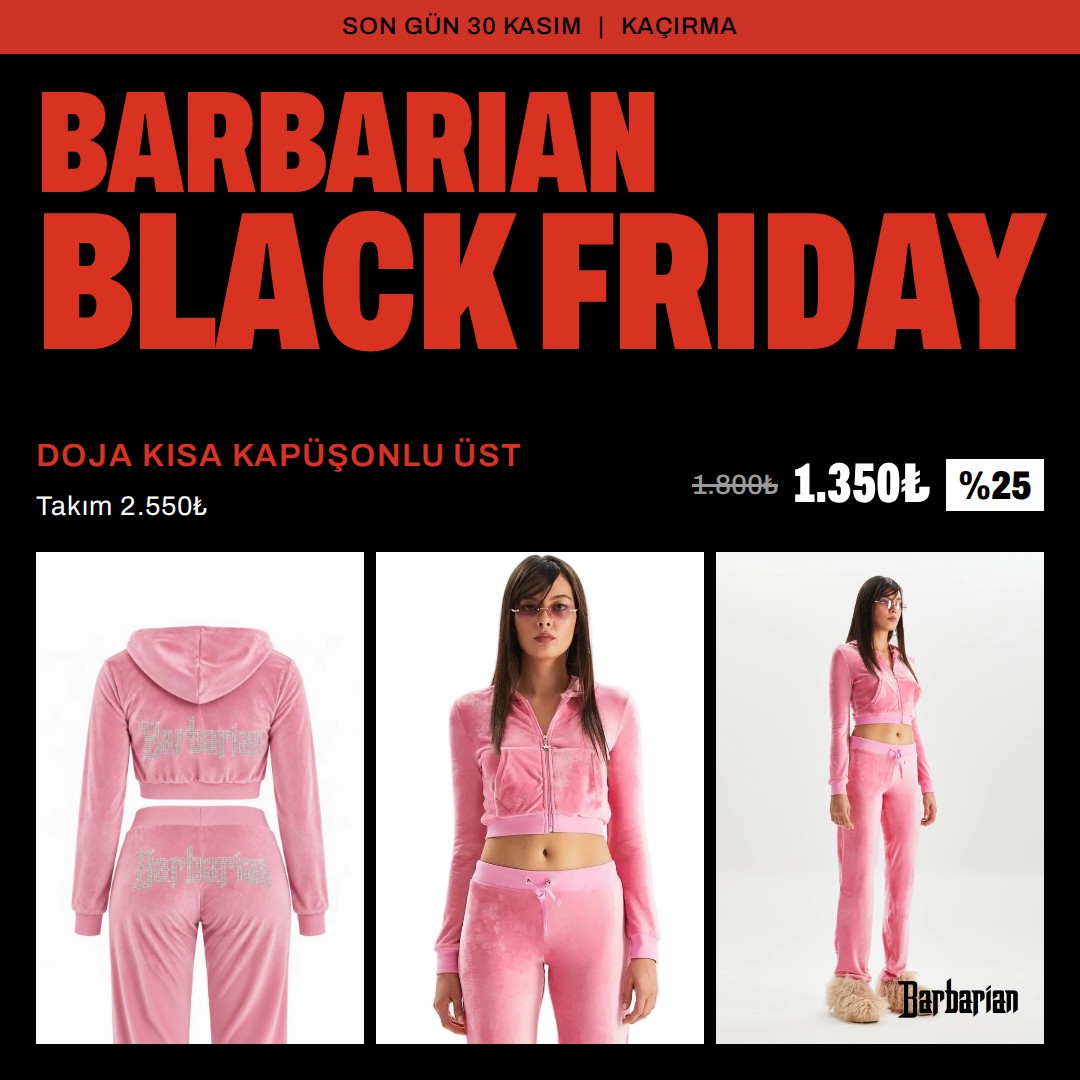 SON GÜN 30 KASIM | KAÇIRMA
BARBARIAN
BLACK FRIDAY
DOJA KISA KAPÜŞONLU ÜST
Takım 2.550₺
1.800₺ 1.350₺ %25
Barbarian
Barbarian
Barbarian